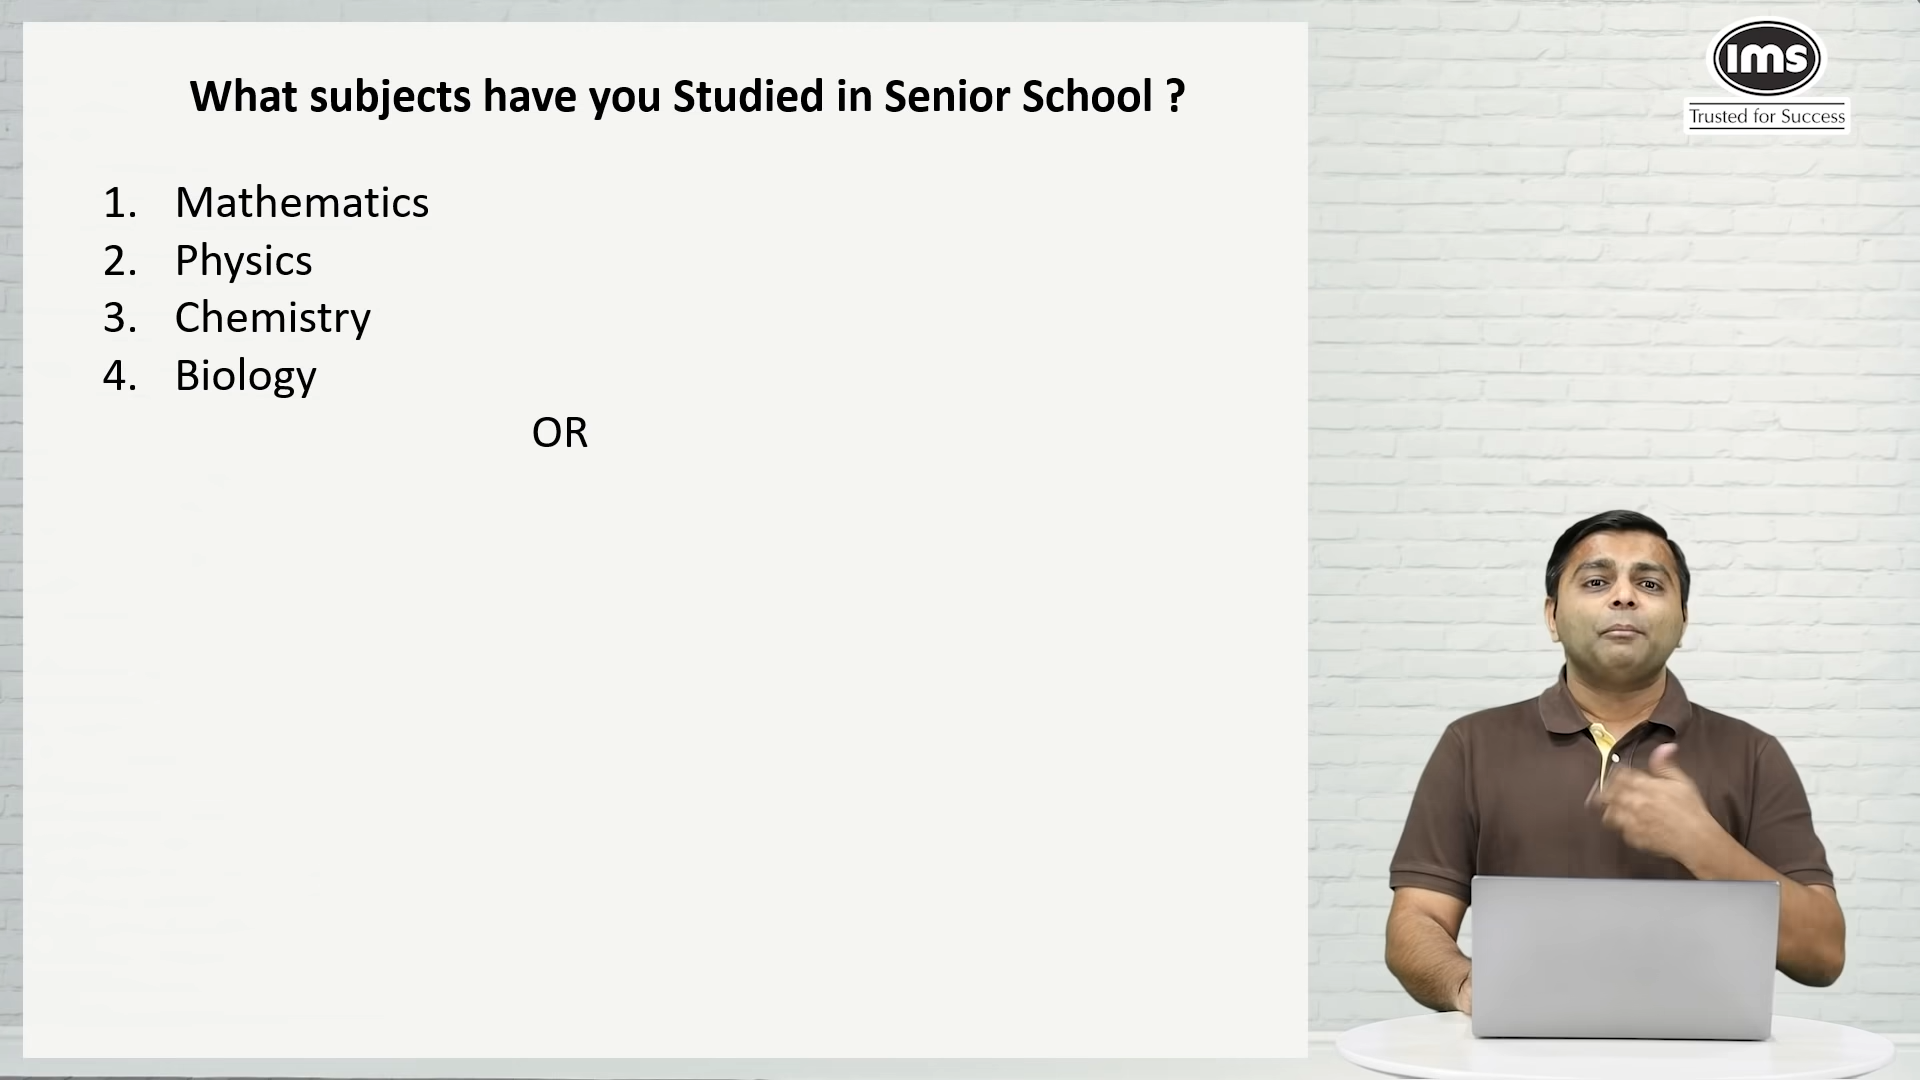 What subjects have you Studied in Senior School ?
ims
Trusted for Success
1. Mathematics
2. Physics
3. Chemistry
4. Biology
OR